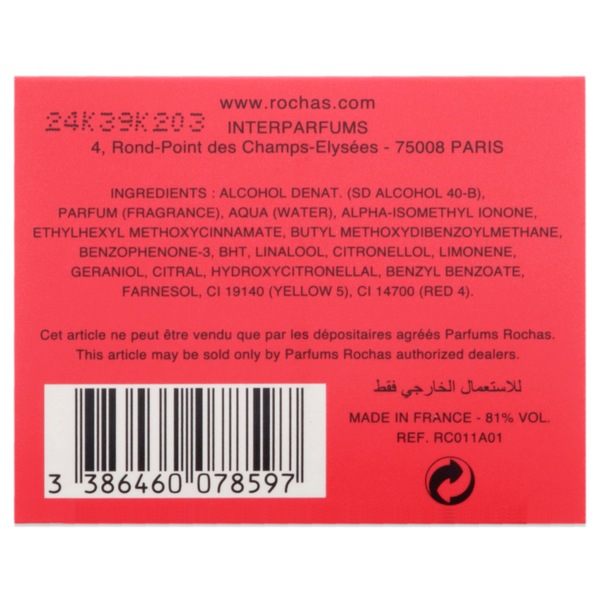 www.rochas.com
24K39K203
INTERPARFUMS
4, Rond-Point des Champs-Elysées - 75008 PARIS
INGREDIENTS : ALCOHOL DENAT. (SD ALCOHOL 40-B),
PARFUM (FRAGRANCE), AQUA (WATER), ALPHA-ISOMETHYL IONONE,
ETHYLHEXYL METHOXYCINNAMATE, BUTYL METHOXYDIBENZOYLMETHANE,
BENZOPHENONE-3, BHT, LINALOOL, CITRONELLOL, LIMONENE,
GERANIOL, CITRAL, HYDROXYCITRONELLAL, BENZYL BENZOATE,
FARNESOL, CI 19140 (YELLOW 5), CI 14700 (RED 4).
Cet article ne peut être vendu que par les dépositaires agréés Parfums Rochas.
This article may be sold only by Parfums Rochas authorized dealers.
للاستعمال الخارجي فقط
MADE IN FRANCE - 81% VOL.
REF. RC011A01
3 386460 078597